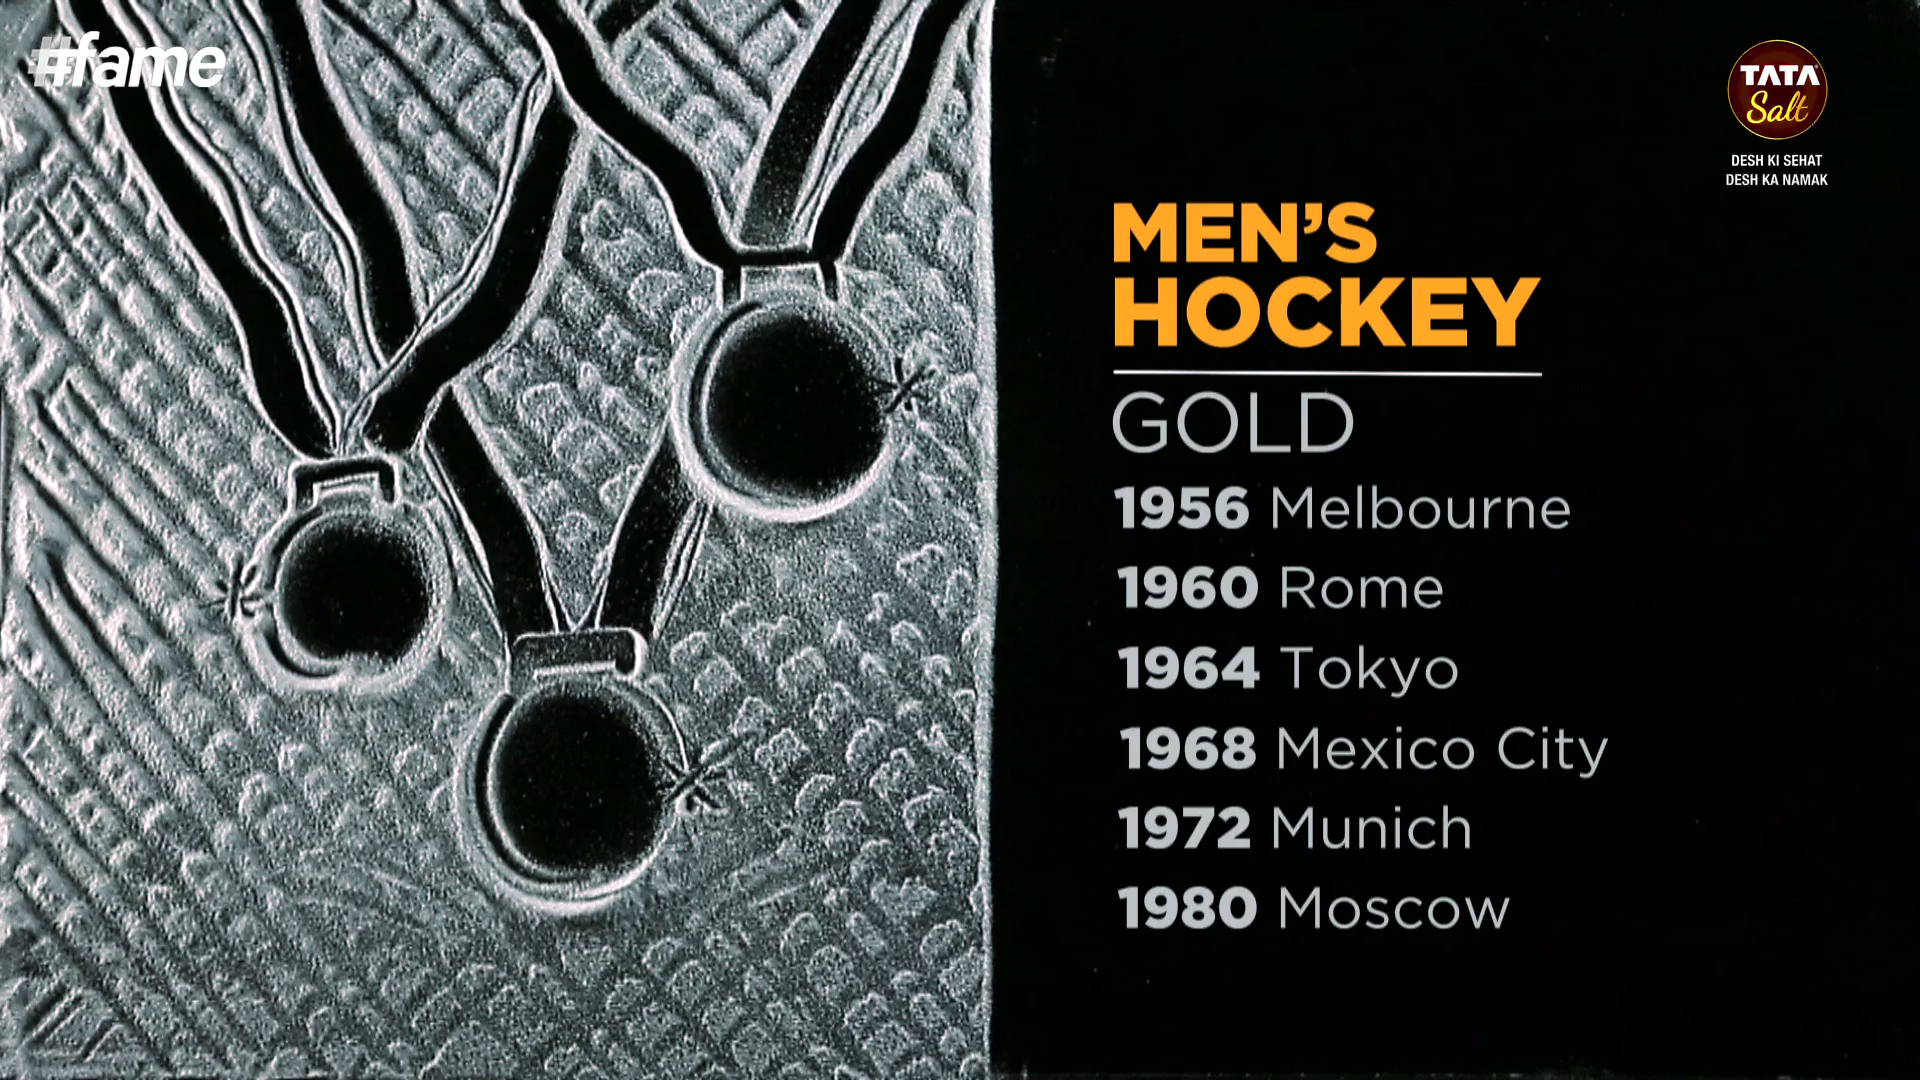 #fame
TATA
Salt
DESH KI SEHAT
DESH KA NAMAK
MEN'S
HOCKEY
GOLD
1956 Melbourne
1960 Rome
1964 Tokyo
1968 Mexico City
1972 Munich
1980 Moscow